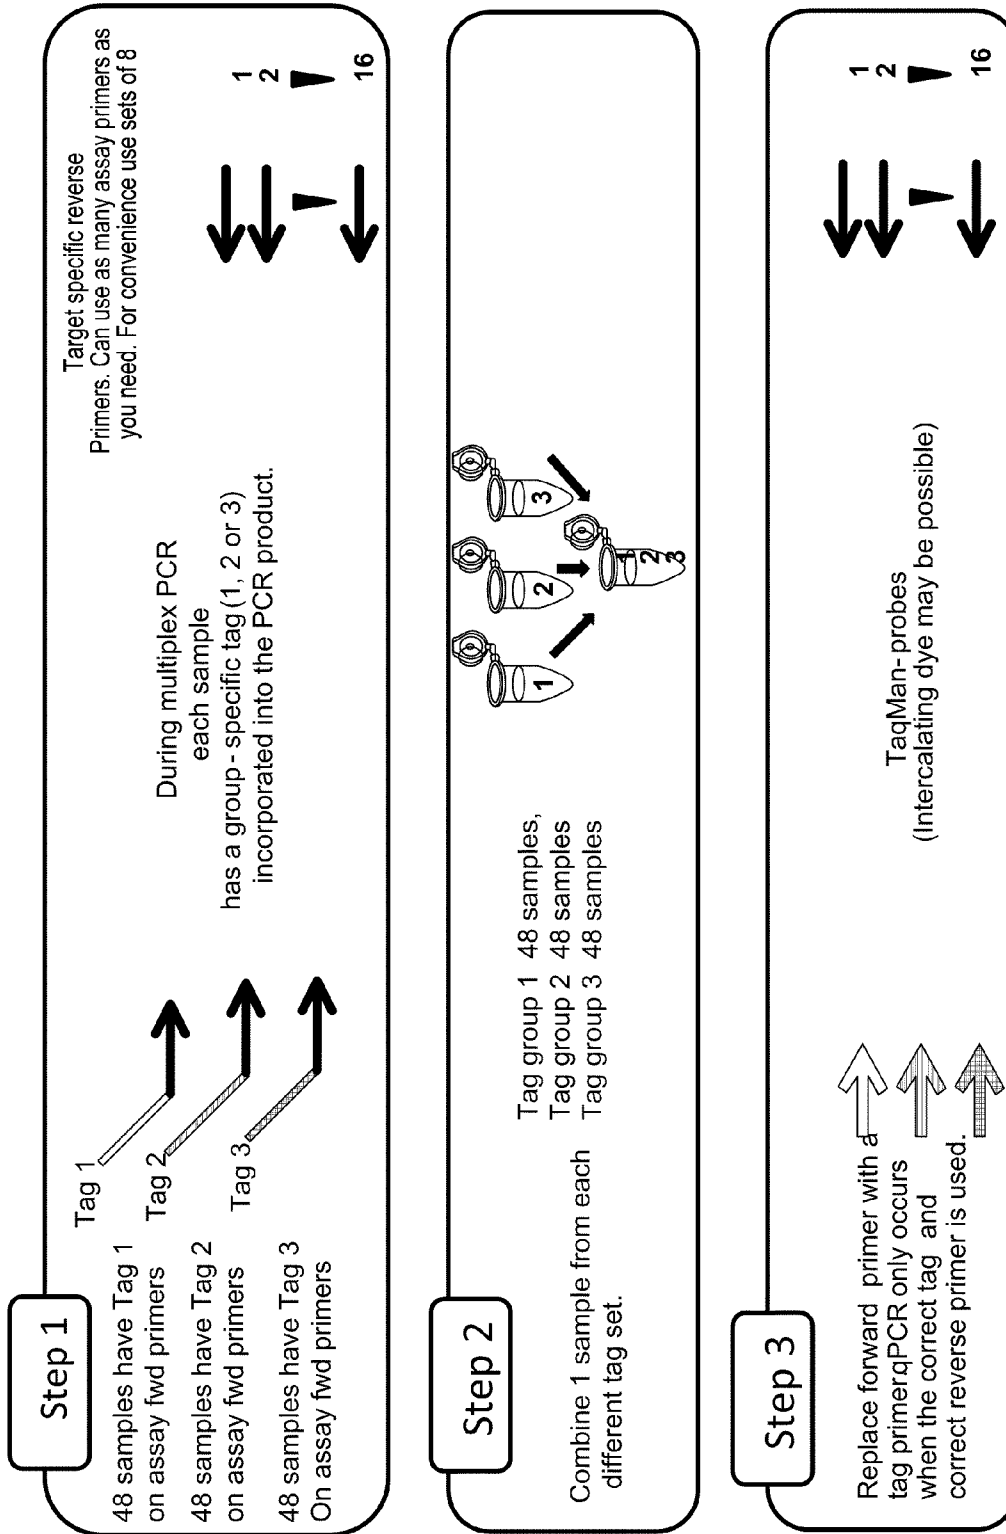 Step 1
48 samples have Tag 1
on assay fwd primers
48 samples have Tag 2
on assay fwd primers
48 samples have Tag 3
On assay fwd primers
Tag 1
Tag 2
Tag 3
During multiplex PCR
each sample
has a group-specific tag (1, 2 or 3)
incorporated into the PCR product.
Target specific reverse
Primers. Can use as many assay primers as
you need. For convenience use sets of 8
1
2
16
Step 2
Combine 1 sample from each
different tag set.
Tag group 1 48 samples,
Tag group 2 48 samples
Tag group 3 48 samples
1
2
3
1
2
3
Step 3
Replace forward primer with a
tag primerqPCR only occurs
when the correct tag and
correct reverse primer is used.
TaqMan-probes
(Intercalating dye may be possible)
1
2
16